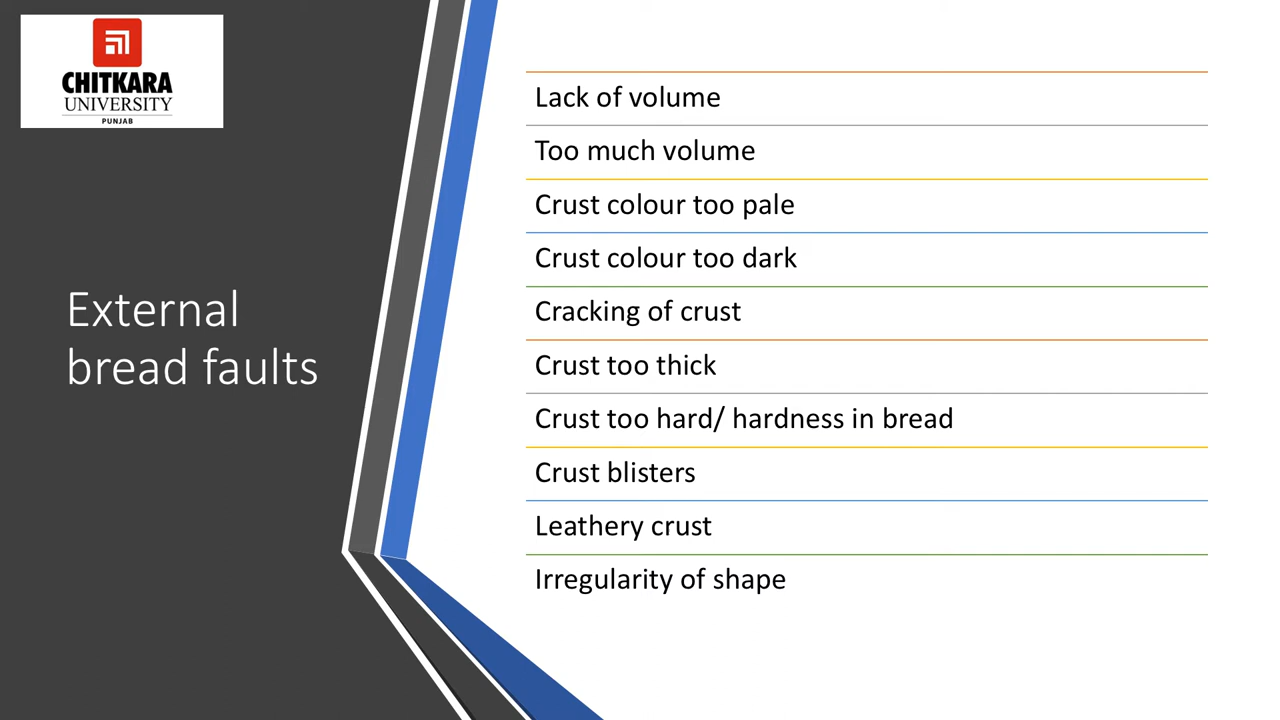 CHITKARA
UNIVERSITY
PUNJAB
External
bread faults
Lack of volume
Too much volume
Crust colour too pale
Crust colour too dark
Cracking of crust
Crust too thick
Crust too hard/ hardness in bread
Crust blisters
Leathery crust
Irregularity of shape